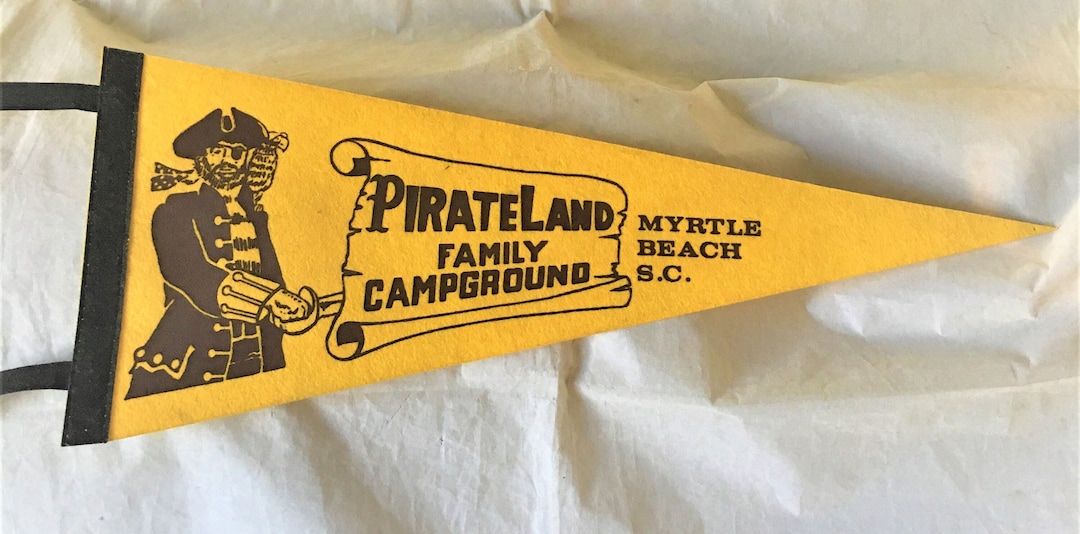 PIRATELAND
FAMILY
CAMPGROUND
MYRTLE
BEACH
S.C.